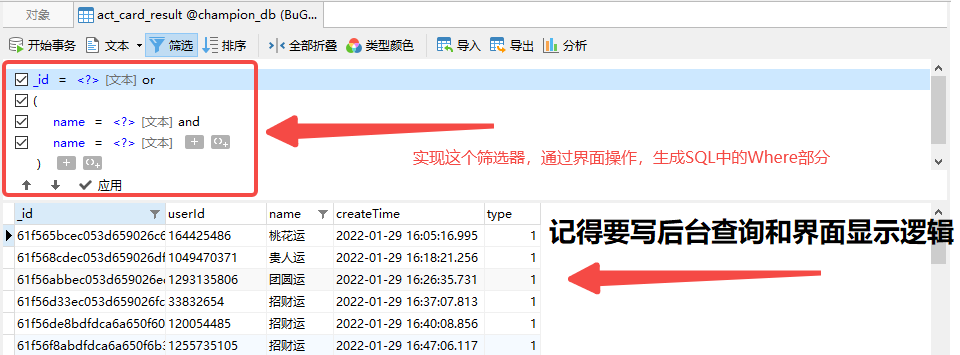 对象 act_card_result @champion_db (BuG...
开始事务 文本 筛选 排序 全部折叠 类型颜色 导入 导出 分析
_id = <?> [文本] or
(
name = <?> [文本] and
name = <?> [文本] + ()+
) + ()+
应用
实现这个筛选器，通过界面操作，生成SQL中的Where部分
_id userId name createTime type
记得要写后台查询和界面显示逻辑
61f565bcec053d659026c6 164425486 桃花运 2022-01-29 16:05:16.995 1
61f568cdec053d659026df 1049470371 贵人运 2022-01-29 16:18:21.256 1
61f56abbec053d659026ec 1293135806 团圆运 2022-01-29 16:26:35.731 1
61f56d33ec053d659026fc 33832654 招财运 2022-01-29 16:37:07.813 1
61f56de8bdfdca6a650f60 120054485 招财运 2022-01-29 16:40:08.856 1
61f56f8abdfdca6a650f6b 1255735105 招财运 2022-01-29 16:47:06.117 1